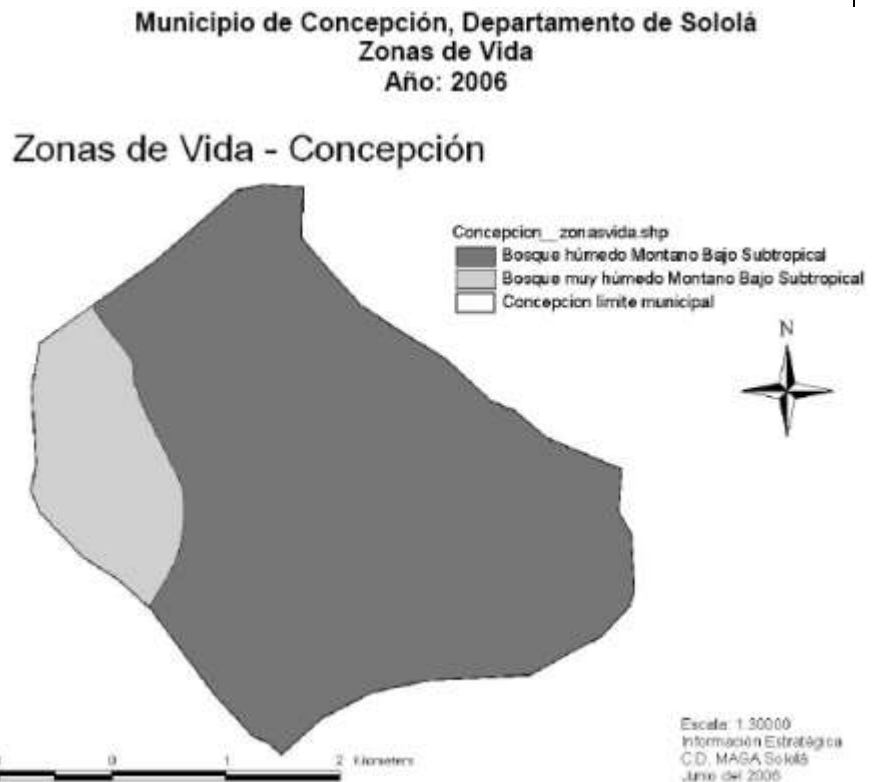 Municipio de Concepción, Departamento de Sololá
Zonas de Vida
Año: 2006
Zonas de Vida - Concepción
Concepcion__zonasvida.shp
Bosque húmedo Montano Bajo Subtropical
Bosque muy húmedo Montano Bajo Subtropical
Concepcion limite municipal
N
0 1 2 Kilometers
Escala: 1:30000
Información Estratégica
C.D. MAGA Sololá
Junio del 2006